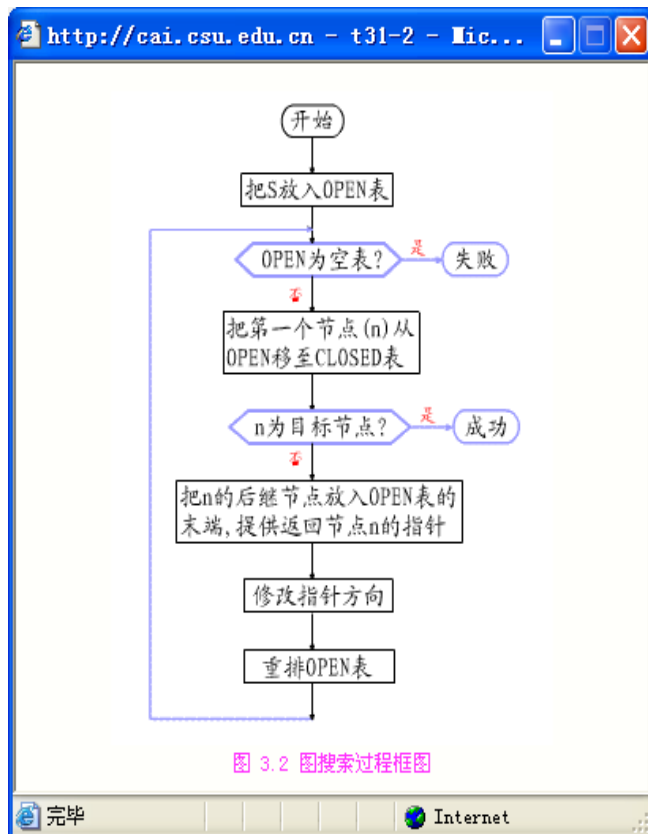 http://cai.csu.edu.cn - t31-2 - Mic...
开始
把S放入OPEN表
OPEN为空表?
是
失败
否
把第一个节点(n)从
OPEN移至CLOSED表
n为目标节点?
是
成功
否
把n的后继节点放入OPEN表的
末端,提供返回节点n的指针
修改指针方向
重排OPEN表
图 3.2 图搜索过程框图
完毕
Internet